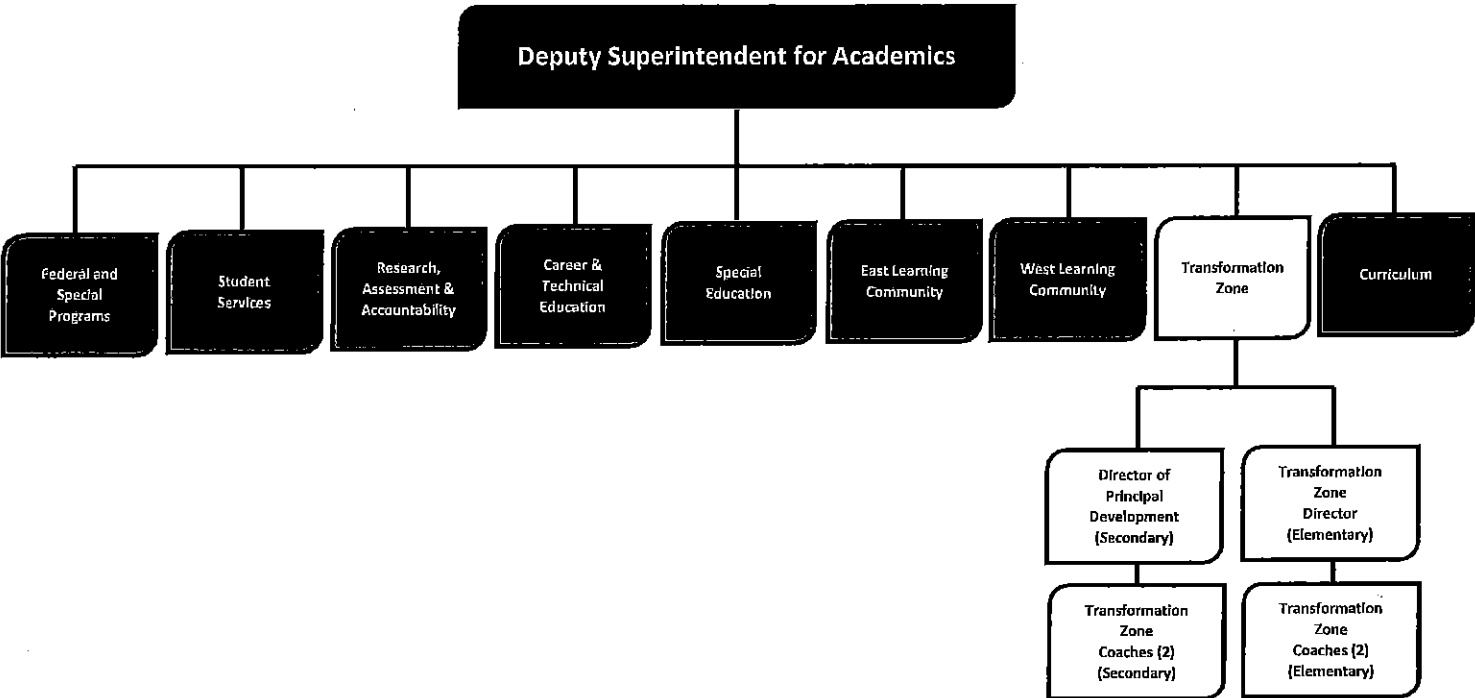 Deputy Superintendent for Academics
Federal and
Special
Programs
Student
Services
Research,
Assessment &
Accountability
Career &
Technical
Education
Special
Education
East Learning
Community
West Learning
Community
Transformation
Zone
Curriculum
Director of
Principal
Development
(Secondary)
Transformation
Zone
Director
(Elementary)
Transformation
Zone
Coaches (2)
(Secondary)
Transformation
Zone
Coaches (2)
(Elementary)